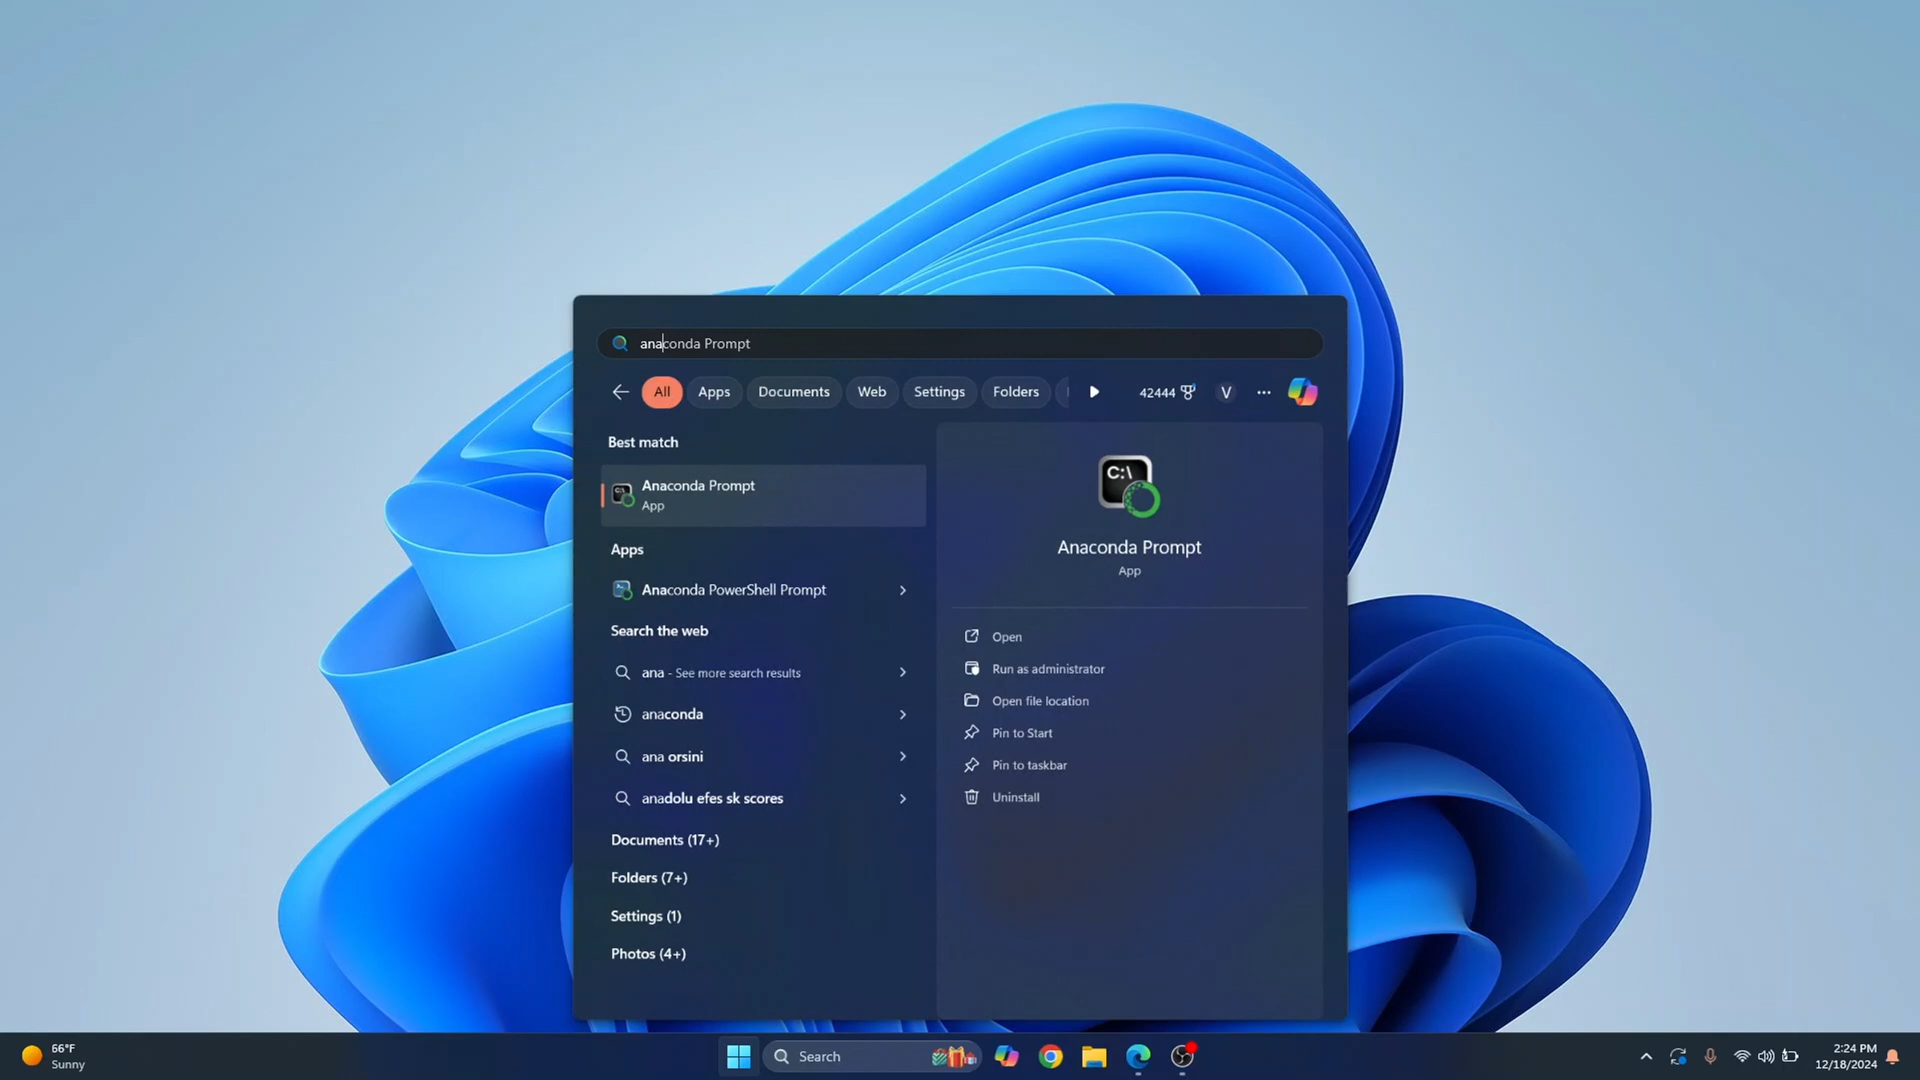 anaconda Prompt
All
Apps
Documents
Web
Settings
Folders
42444
V
Best match
Anaconda Prompt
App
Apps
Anaconda PowerShell Prompt
Search the web
ana - See more search results
anaconda
ana orsini
anadolu efes sk scores
Documents (17+)
Folders (7+)
Settings (1)
Photos (4+)
C:\
Anaconda Prompt
App
Open
Run as administrator
Open file location
Pin to Start
Pin to taskbar
Uninstall
66°F
Sunny
Search
2:24 PM
12/18/2024